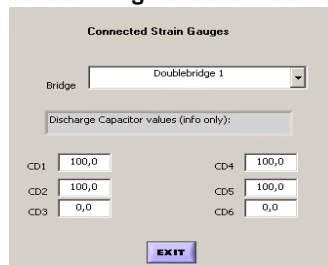 Connected Strain Gauges
Bridge Doublebridge 1
Discharge Capacitor values (info only):
CD1 100,0 CD4 100,0
CD2 100,0 CD5 100,0
CD3 0,0 CD6 0,0
EXIT